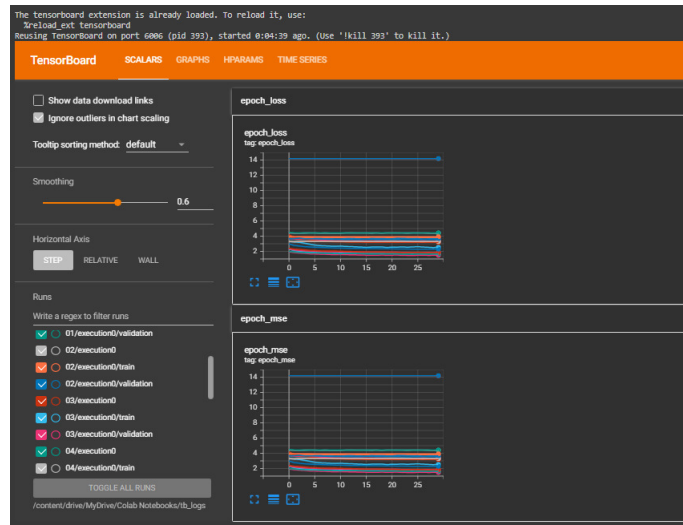 The tensorboard extension is already loaded. To reload it, use:
%reload_ext tensorboard
Reusing TensorBoard on port 6006 (pid 393), started 0:04:39 ago. (Use '!kill 393' to kill it.)
TensorBoard SCALARS GRAPHS HPARAMS TIME SERIES
Show data download links
Ignore outliers in chart scaling
Tooltip sorting method: default
Smoothing
0.6
Horizontal Axis
STEP RELATIVE WALL
Runs
Write a regex to filter runs
01/execution0/validation
02/execution0
02/execution0/train
02/execution0/validation
03/execution0
03/execution0/train
03/execution0/validation
04/execution0
04/execution0/train
TOGGLE ALL RUNS
/content/drive/MyDrive/Colab Notebooks/tb_logs
epoch_loss
epoch_loss
tag: epoch_loss
14
12
10
8
6
4
2
0 5 10 15 20 25
epoch_mse
epoch_mse
tag: epoch_mse
14
12
10
8
6
4
2
0 5 10 15 20 25